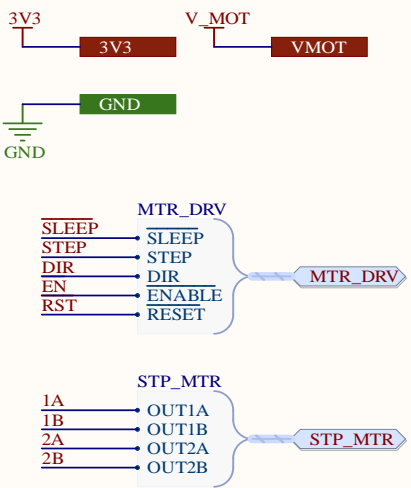 3V3
V_MOT
3V3
VMOT
GND
GND
MTR_DRV
SLEEP
SLEEP
STEP
STEP
DIR
DIR
MTR_DRV
EN
ENABLE
RST
RESET
STP_MTR
1A
OUT1A
1B
OUT1B
STP_MTR
2A
OUT2A
2B
OUT2B